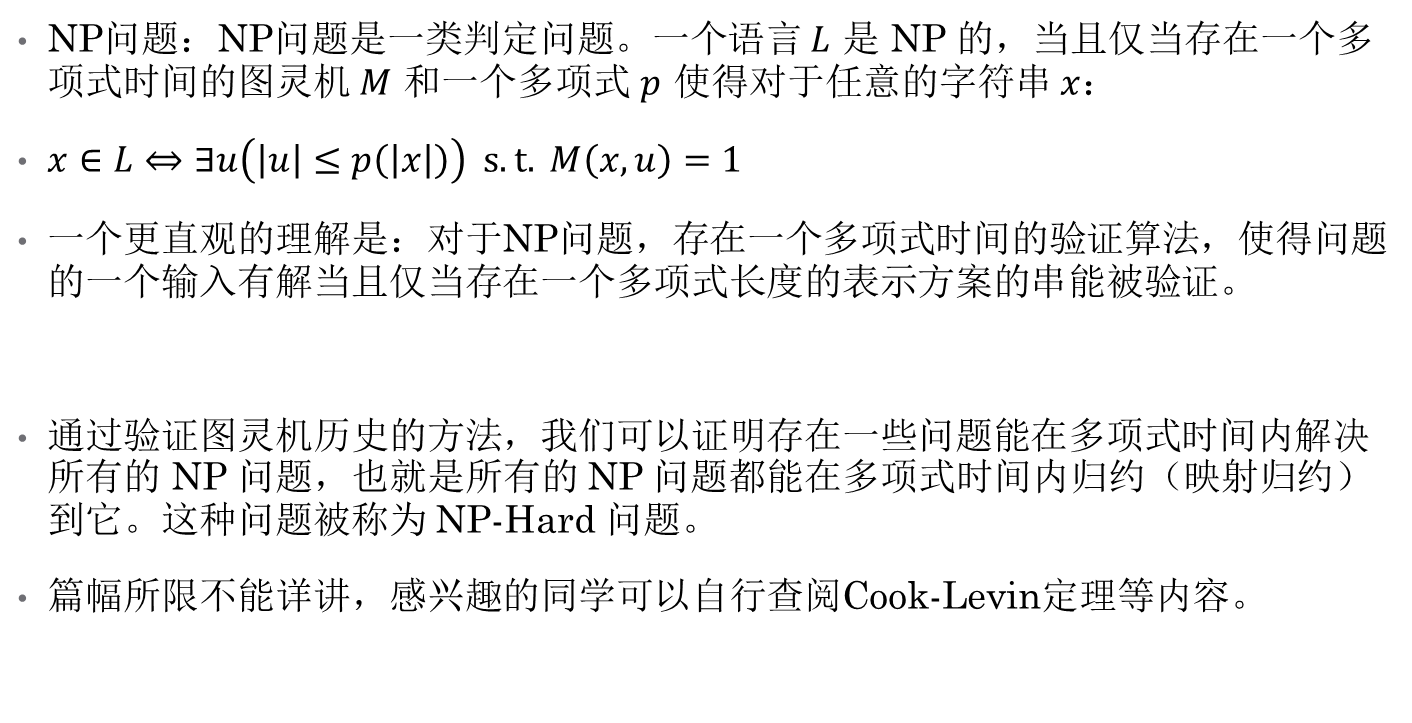 • NP问题：NP问题是一类判定问题。一个语言 𝐿 是 NP 的，当且仅当存在一个多
项式时间的图灵机 𝑀 和一个多项式 𝑝 使得对于任意的字符串 𝑥：
• 𝑥 ∈ 𝐿 ⇔ ∃𝑢(|𝑢| ≤ 𝑝(|𝑥|)) s.t. 𝑀(𝑥, 𝑢) = 1
• 一个更直观的理解是：对于NP问题，存在一个多项式时间的验证算法，使得问题
的一个输入有解当且仅当存在一个多项式长度的表示方案的串能被验证。
• 通过验证图灵机历史的方法，我们可以证明存在一些问题能在多项式时间内解决
所有的 NP 问题，也就是所有的 NP 问题都能在多项式时间内归约（映射归约）
到它。这种问题被称为 NP-Hard 问题。
• 篇幅所限不能详讲，感兴趣的同学可以自行查阅Cook-Levin定理等内容。